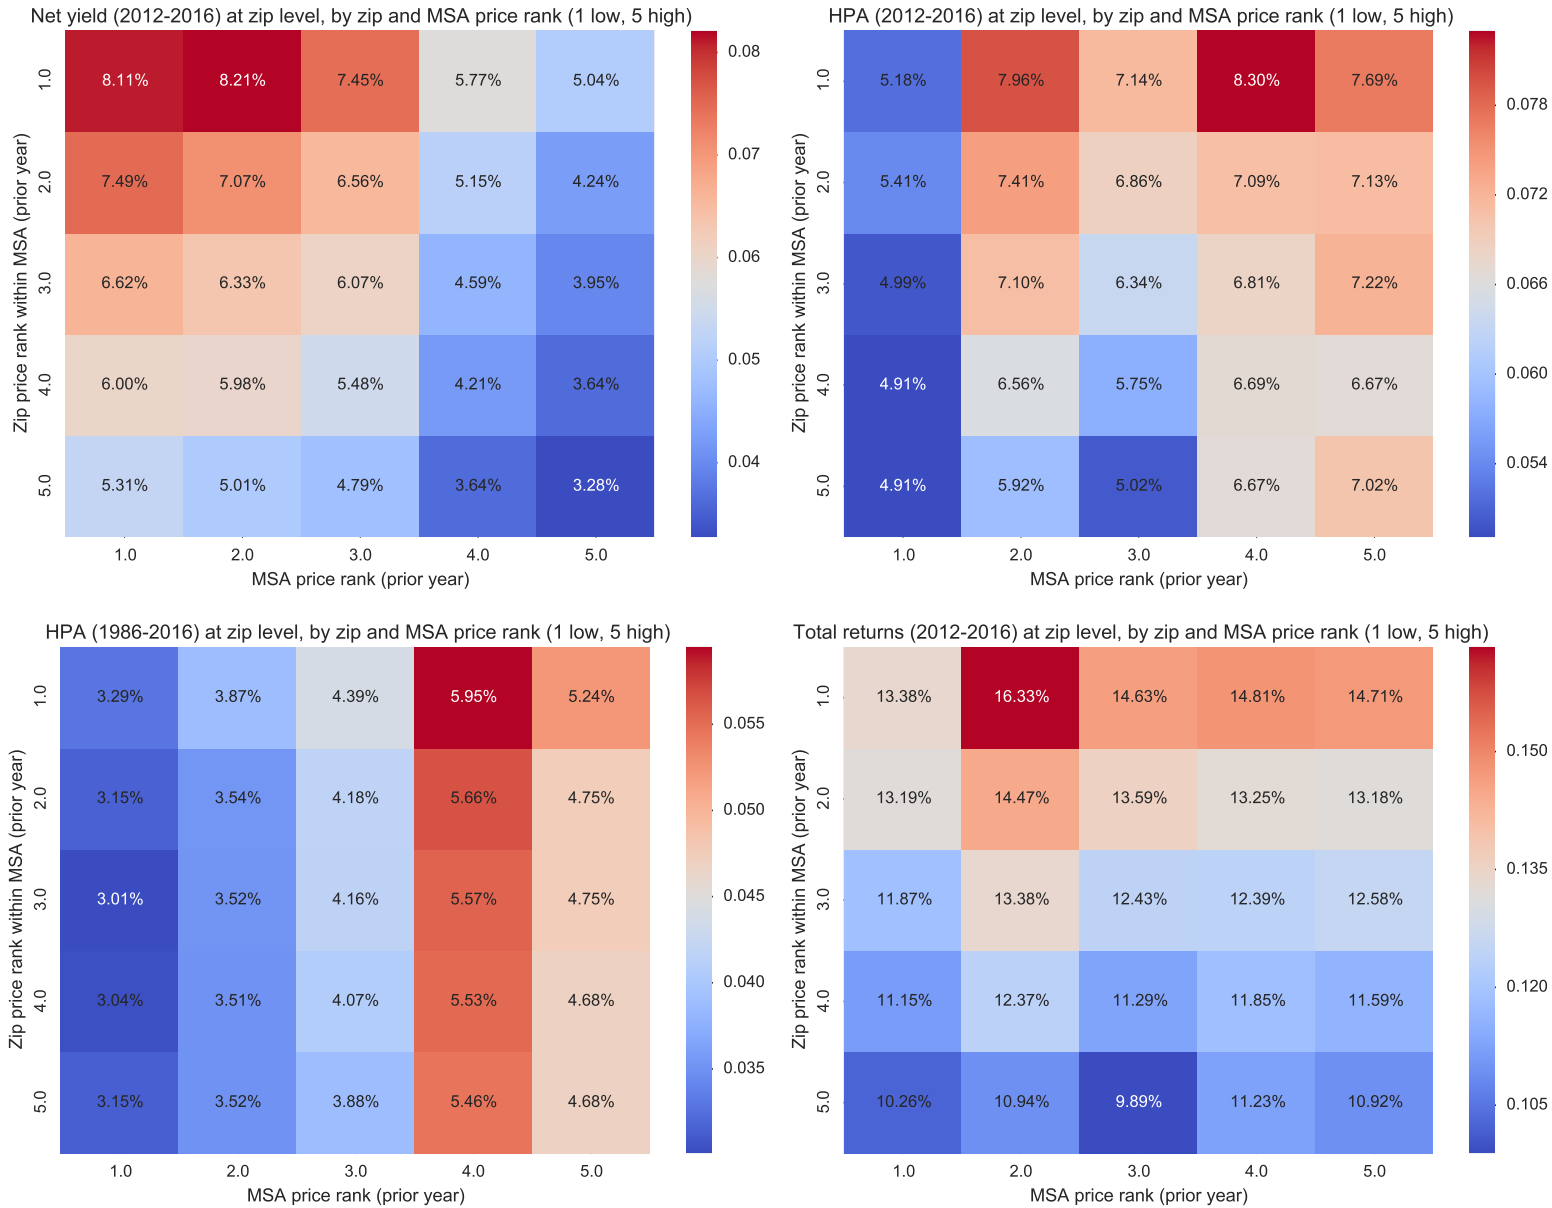 Net yield (2012-2016) at zip level, by zip and MSA price rank (1 low, 5 high)
Zip price rank within MSA (prior year)
1.0 8.11% 8.21% 7.45% 5.77% 5.04%
2.0 7.49% 7.07% 6.56% 5.15% 4.24%
3.0 6.62% 6.33% 6.07% 4.59% 3.95%
4.0 6.00% 5.98% 5.48% 4.21% 3.64%
5.0 5.31% 5.01% 4.79% 3.64% 3.28%
1.0 2.0 3.0 4.0 5.0
MSA price rank (prior year)
0.08
0.07
0.06
0.05
0.04
HPA (2012-2016) at zip level, by zip and MSA price rank (1 low, 5 high)
Zip price rank within MSA (prior year)
1.0 5.18% 7.96% 7.14% 8.30% 7.69%
2.0 5.41% 7.41% 6.86% 7.09% 7.13%
3.0 4.99% 7.10% 6.34% 6.81% 7.22%
4.0 4.91% 6.56% 5.75% 6.69% 6.67%
5.0 4.91% 5.92% 5.02% 6.67% 7.02%
1.0 2.0 3.0 4.0 5.0
MSA price rank (prior year)
0.078
0.072
0.066
0.060
0.054
HPA (1986-2016) at zip level, by zip and MSA price rank (1 low, 5 high)
Zip price rank within MSA (prior year)
1.0 3.29% 3.87% 4.39% 5.95% 5.24%
2.0 3.15% 3.54% 4.18% 5.66% 4.75%
3.0 3.01% 3.52% 4.16% 5.57% 4.75%
4.0 3.04% 3.51% 4.07% 5.53% 4.68%
5.0 3.15% 3.52% 3.88% 5.46% 4.68%
1.0 2.0 3.0 4.0 5.0
MSA price rank (prior year)
0.055
0.050
0.045
0.040
0.035
Total returns (2012-2016) at zip level, by zip and MSA price rank (1 low, 5 high)
Zip price rank within MSA (prior year)
1.0 13.38% 16.33% 14.63% 14.81% 14.71%
2.0 13.19% 14.47% 13.59% 13.25% 13.18%
3.0 11.87% 13.38% 12.43% 12.39% 12.58%
4.0 11.15% 12.37% 11.29% 11.85% 11.59%
5.0 10.26% 10.94% 9.89% 11.23% 10.92%
1.0 2.0 3.0 4.0 5.0
MSA price rank (prior year)
0.150
0.135
0.120
0.105